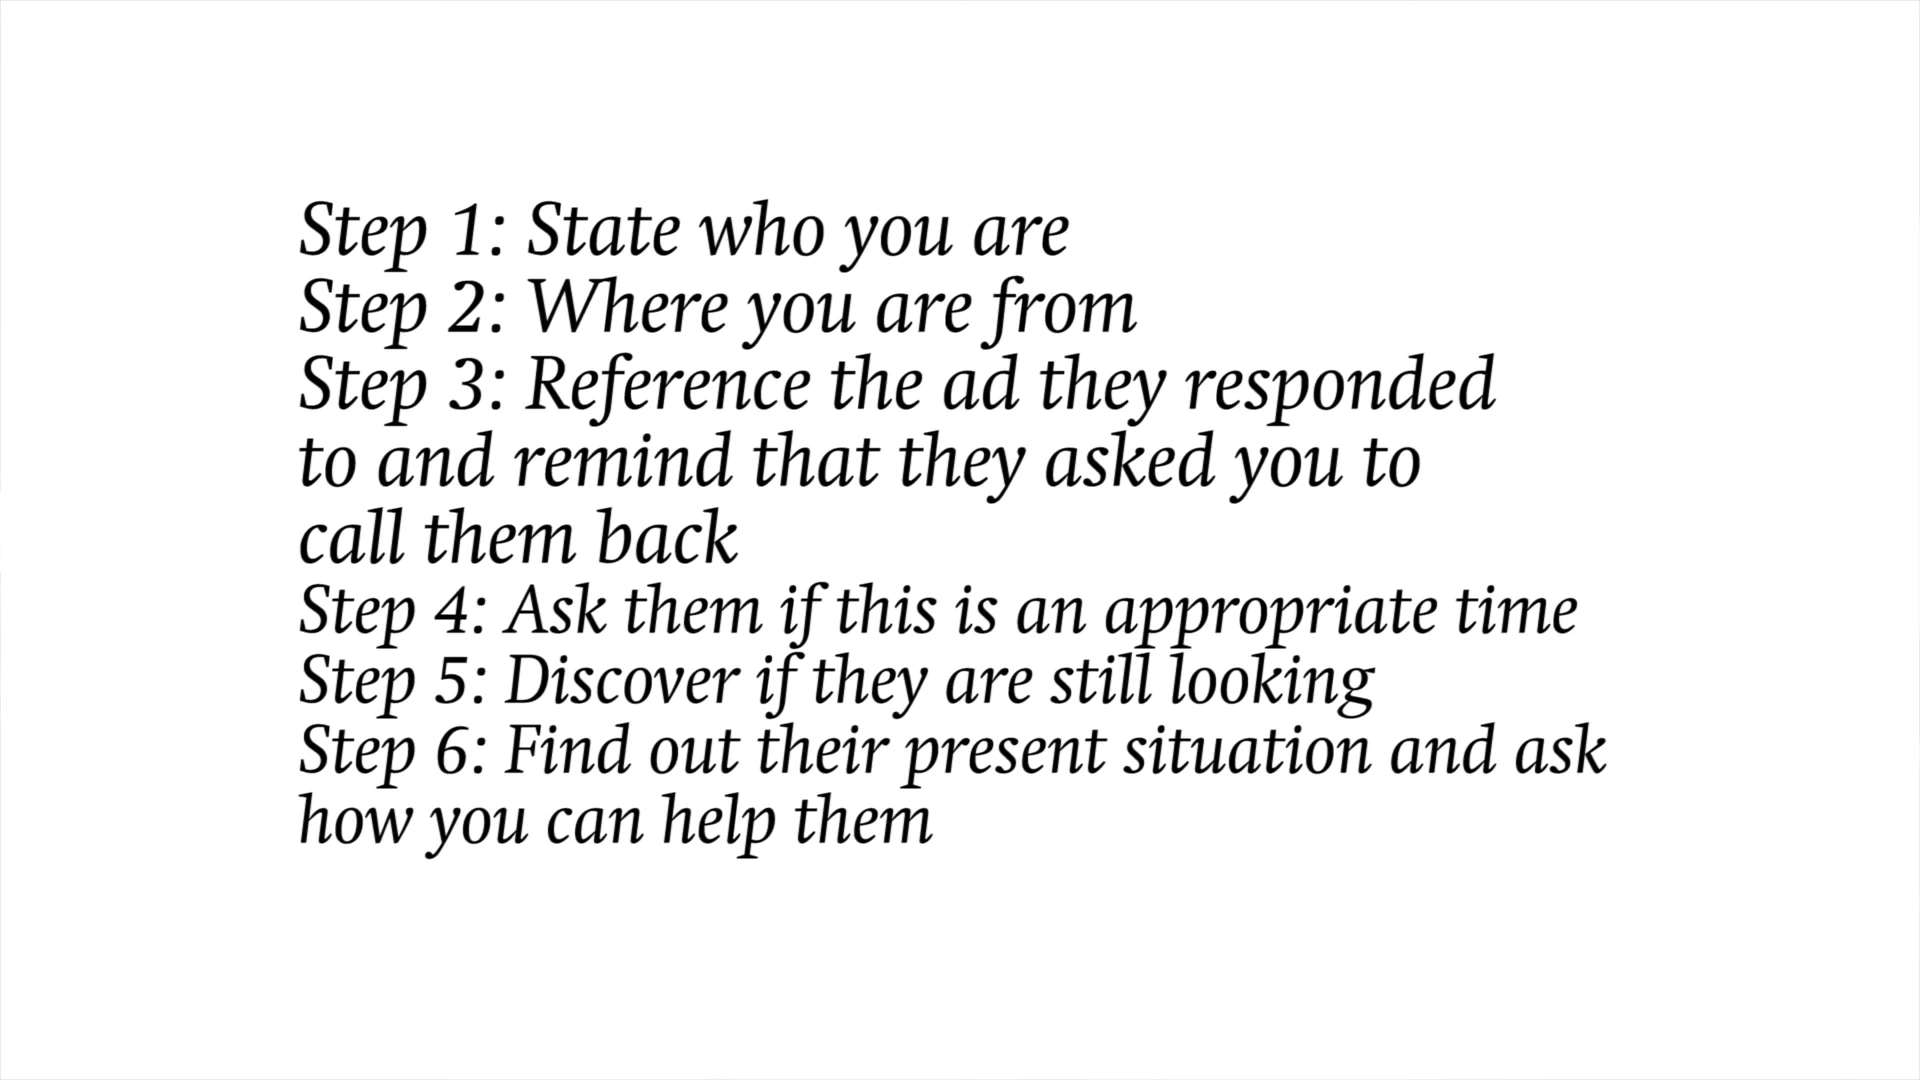 Step 1: State who you are
Step 2: Where you are from
Step 3: Reference the ad they responded
to and remind that they asked you to
call them back
Step 4: Ask them if this is an appropriate time
Step 5: Discover if they are still looking
Step 6: Find out their present situation and ask
how you can help them